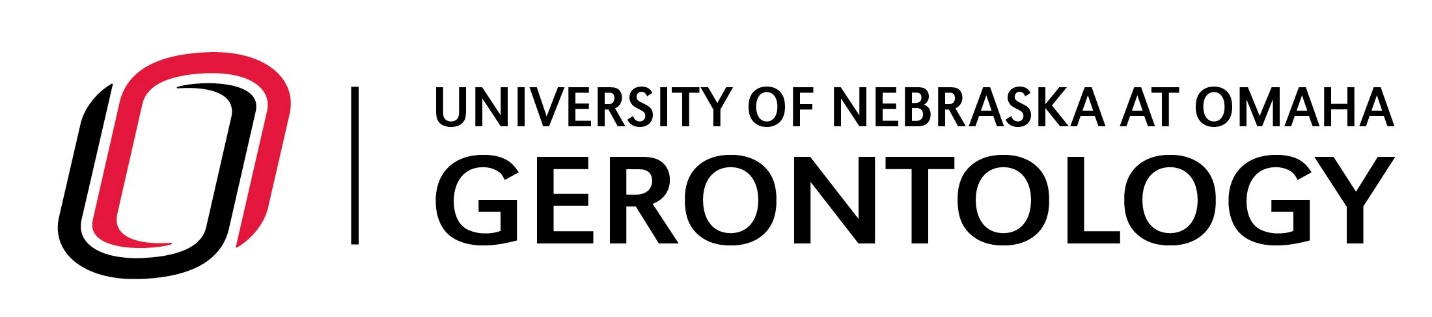 UNIVERSITY OF NEBRASKA AT OMAHA
GERONTOLOGY